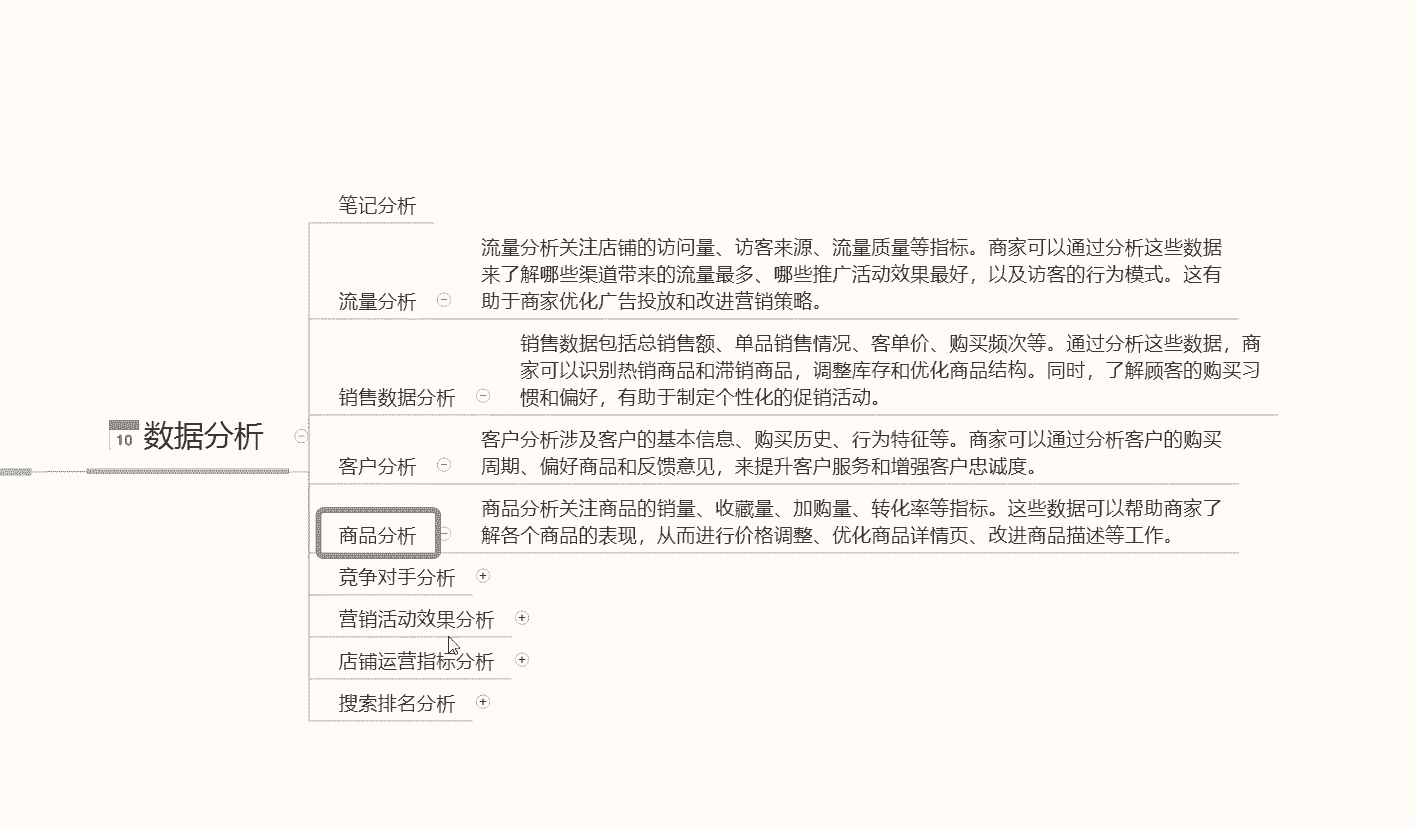 笔记分析
流量分析关注店铺的访问量、访客来源、流量质量等指标。商家可以通过分析这些数据
来了解哪些渠道带来的流量最多、哪些推广活动效果最好，以及访客的行为模式。这有
助于商家优化广告投放和改进营销策略。
流量分析
销售数据包括总销售额、单品销售情况、客单价、购买频次等。通过分析这些数据，商
家可以识别热销商品和滞销商品，调整库存和优化商品结构。同时，了解顾客的购买习
惯和偏好，有助于制定个性化的促销活动。
销售数据分析
10 数据分析
客户分析涉及客户的基本信息、购买历史、行为特征等。商家可以通过分析客户的购买
周期、偏好商品和反馈意见，来提升客户服务和增强客户忠诚度。
客户分析
商品分析关注商品的销量、收藏量、加购量、转化率等指标。这些数据可以帮助商家了
解各个商品的表现，从而进行价格调整、优化商品详情页、改进商品描述等工作。
商品分析
竞争对手分析
营销活动效果分析
店铺运营指标分析
搜索排名分析